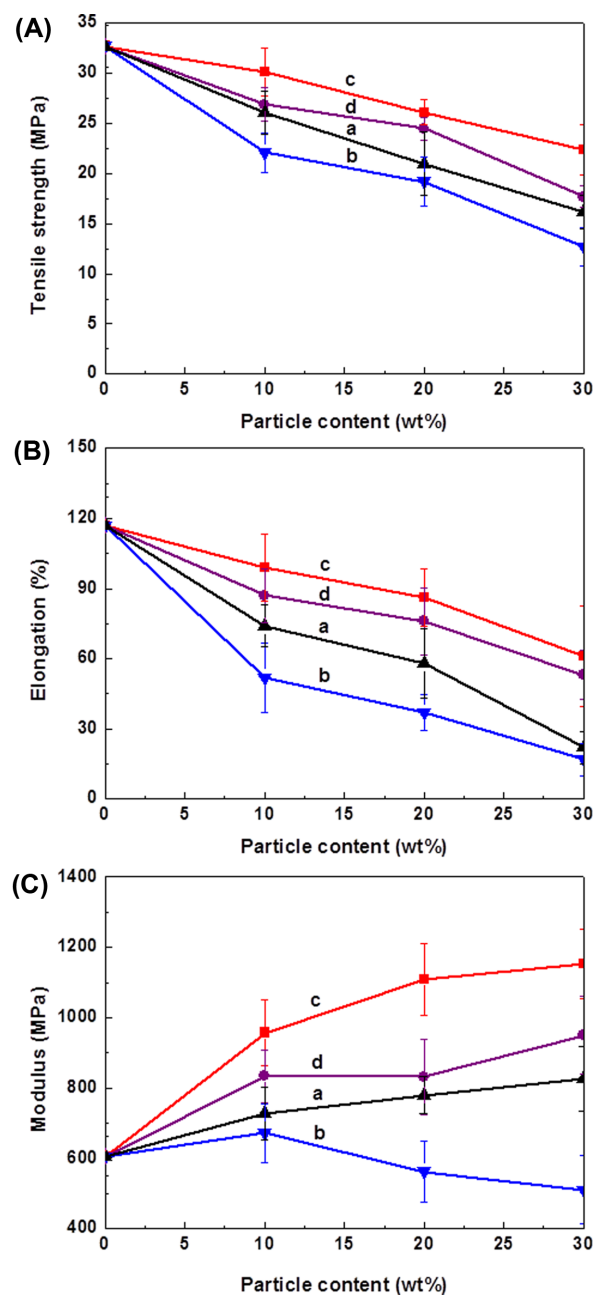 (A)
35
30
25
20
15
10
5
0
Tensile strength (MPa)
c
d
a
b
0 5 10 15 20 25 30
Particle content (wt%)
(B)
150
120
90
60
30
0
Elongation (%)
c
d
a
b
0 5 10 15 20 25 30
Particle content (wt%)
(C)
1400
1200
1000
800
600
400
Modulus (MPa)
c
d
a
b
0 5 10 15 20 25 30
Particle content (wt%)